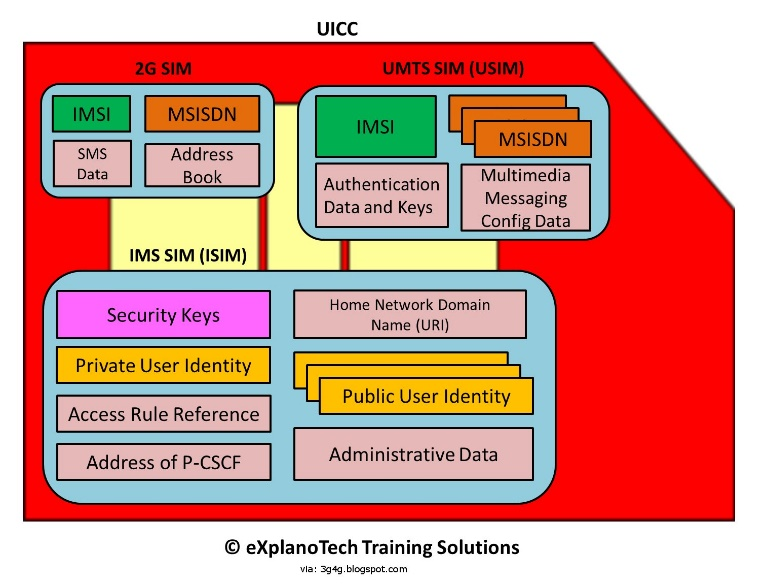 UICC
2G SIM
IMSI
MSISDN
SMS
Data
Address
Book
UMTS SIM (USIM)
IMSI
MSISDN
Authentication
Data and Keys
Multimedia
Messaging
Config Data
IMS SIM (ISIM)
Security Keys
Home Network Domain
Name (URI)
Private User Identity
Public User Identity
Access Rule Reference
Address of P-CSCF
Administrative Data
© eXplanoTech Training Solutions
via: 3g4g.blogspot.com